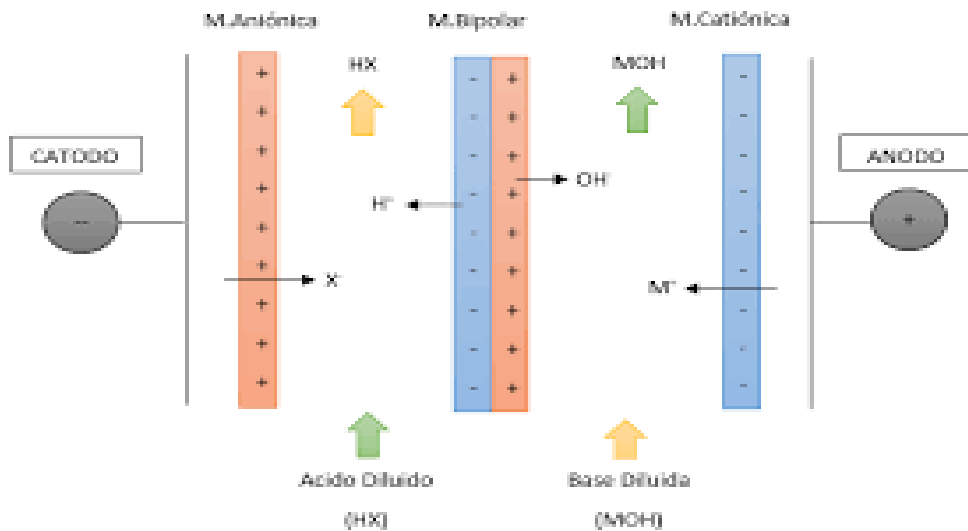 M.Aniónica M.Bipolar M.Catiónica
HX MOH
CATODO ANODO
OH⁻
H⁺
- +
X⁻ M⁺
Acido Diluido Base Diluida
(HX) (MOH)